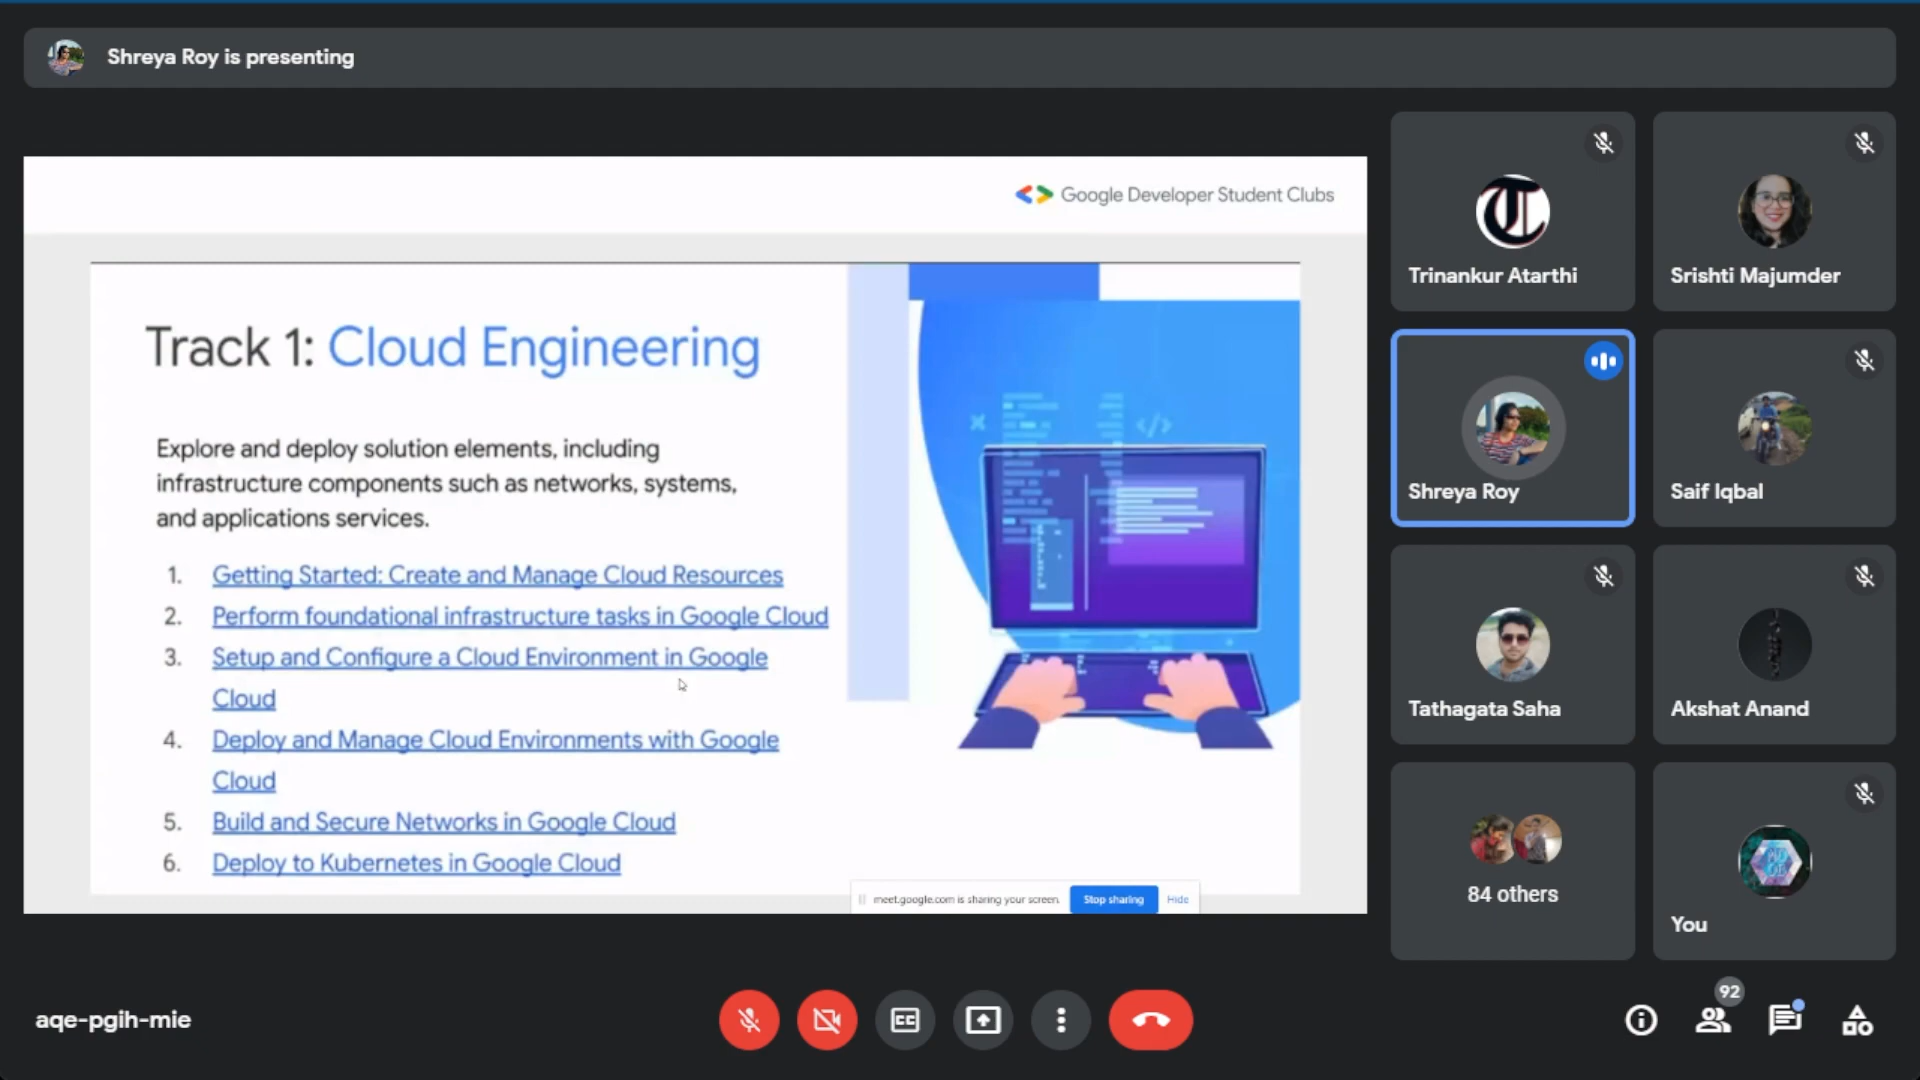 Shreya Roy is presenting
Google Developer Student Clubs
Track 1: Cloud Engineering
Explore and deploy solution elements, including
infrastructure components such as networks, systems,
and applications services.
1. Getting Started: Create and Manage Cloud Resources
2. Perform foundational infrastructure tasks in Google Cloud
3. Setup and Configure a Cloud Environment in Google
Cloud
4. Deploy and Manage Cloud Environments with Google
Cloud
5. Build and Secure Networks in Google Cloud
6. Deploy to Kubernetes in Google Cloud
meet.google.com is sharing your screen. Stop sharing Hide
Trinankur Atarthi
Srishti Majumder
Shreya Roy
Saif Iqbal
Tathagata Saha
Akshat Anand
84 others
You
aqe-pgih-mie
CC
92